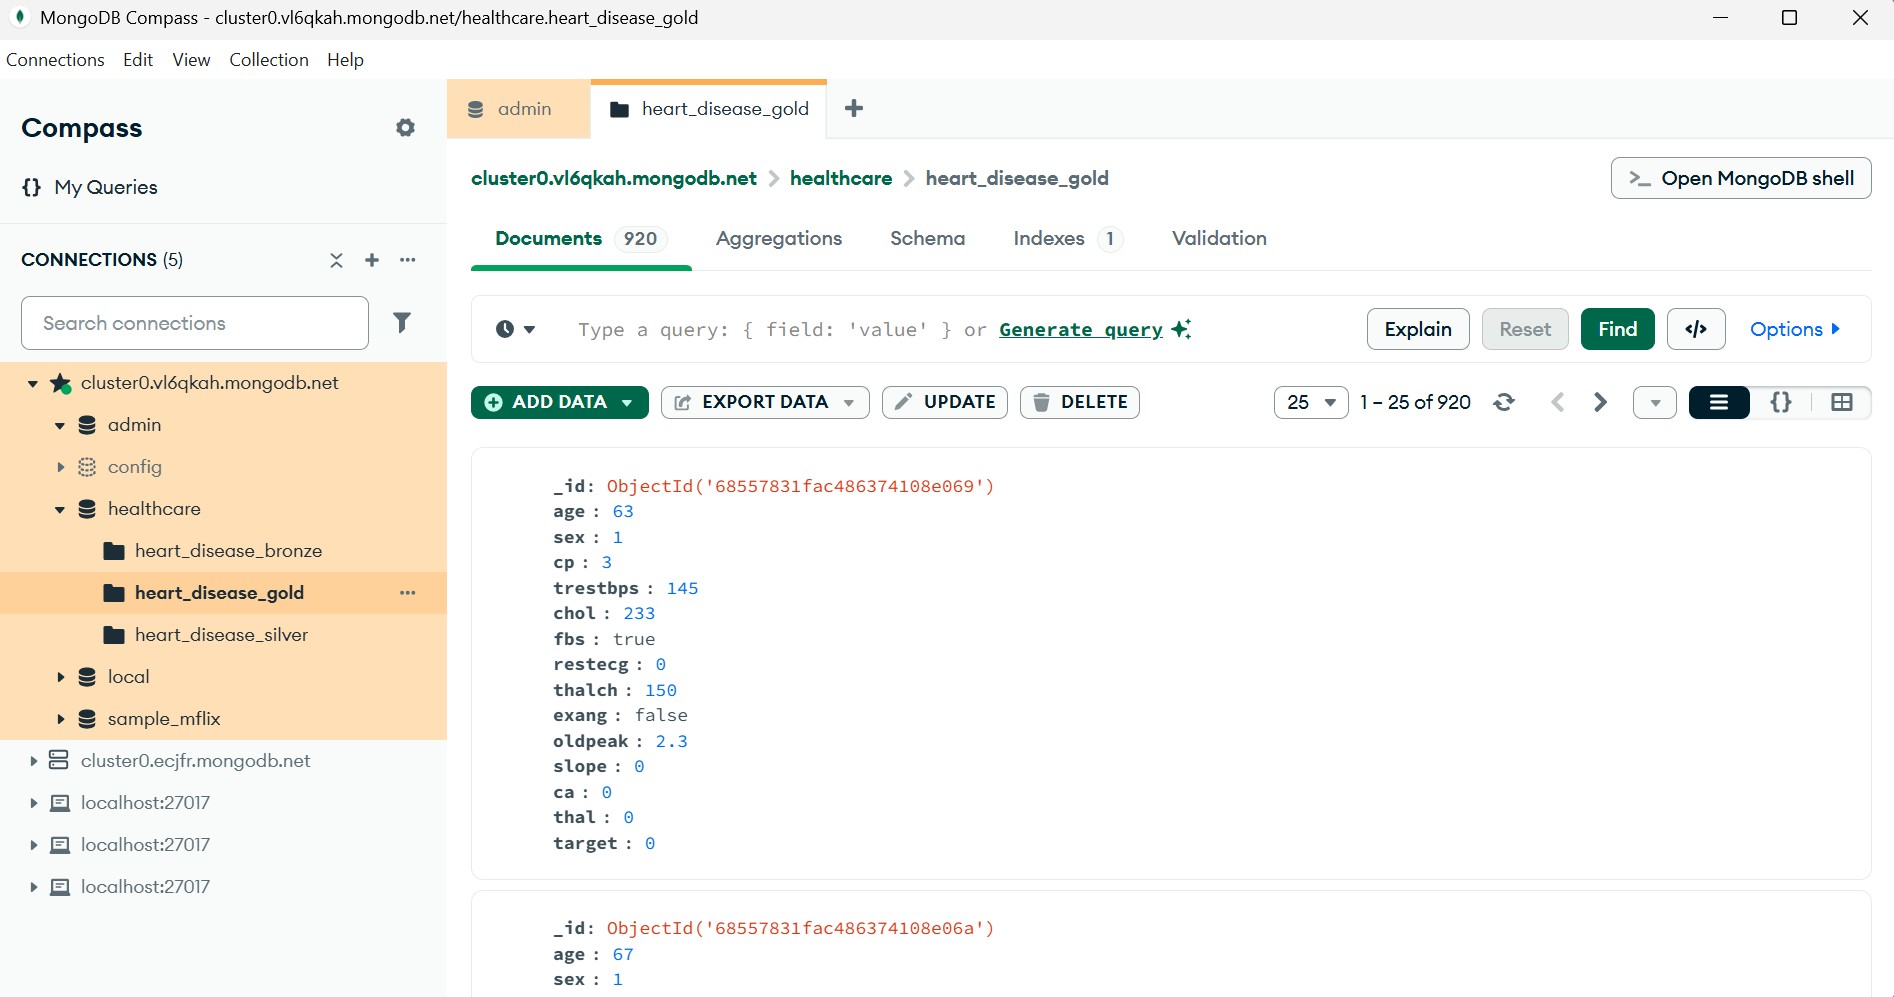 MongoDB Compass - cluster0.vl6qkah.mongodb.net/healthcare.heart_disease_gold
Connections Edit View Collection Help
Compass
My Queries
CONNECTIONS (5)
Search connections
cluster0.vl6qkah.mongodb.net
admin
config
healthcare
heart_disease_bronze
heart_disease_gold
heart_disease_silver
local
sample_mflix
cluster0.ecjfr.mongodb.net
localhost:27017
localhost:27017
localhost:27017
admin heart_disease_gold
cluster0.vl6qkah.mongodb.net > healthcare > heart_disease_gold
>_ Open MongoDB shell
Documents 920 Aggregations Schema Indexes 1 Validation
Type a query: { field: 'value' } or Generate query
Explain Reset Find </> Options
ADD DATA EXPORT DATA UPDATE DELETE 25 1 – 25 of 920 {}
_id: ObjectId('68557831fac486374108e069')
age : 63
sex : 1
cp : 3
trestbps : 145
chol : 233
fbs : true
restecg : 0
thalch : 150
exang : false
oldpeak : 2.3
slope : 0
ca : 0
thal : 0
target : 0
_id: ObjectId('68557831fac486374108e06a')
age : 67
sex : 1